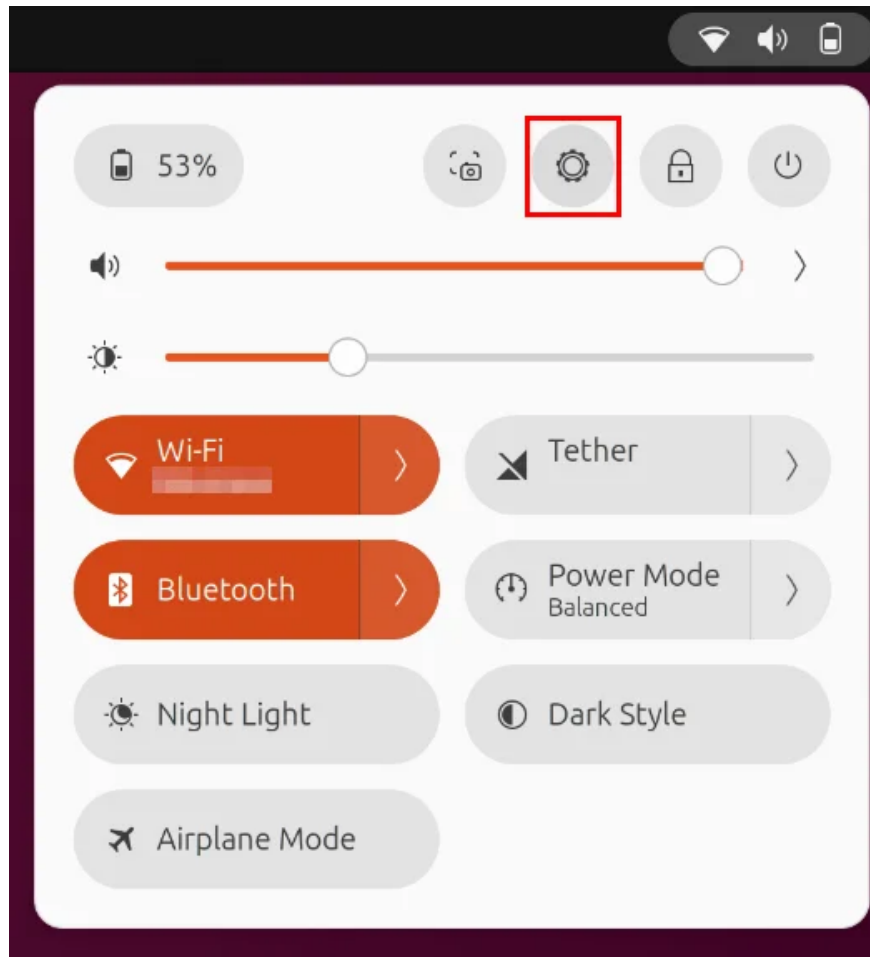 53%
Wi-Fi
Tether
Bluetooth
Power Mode
Balanced
Night Light
Dark Style
Airplane Mode